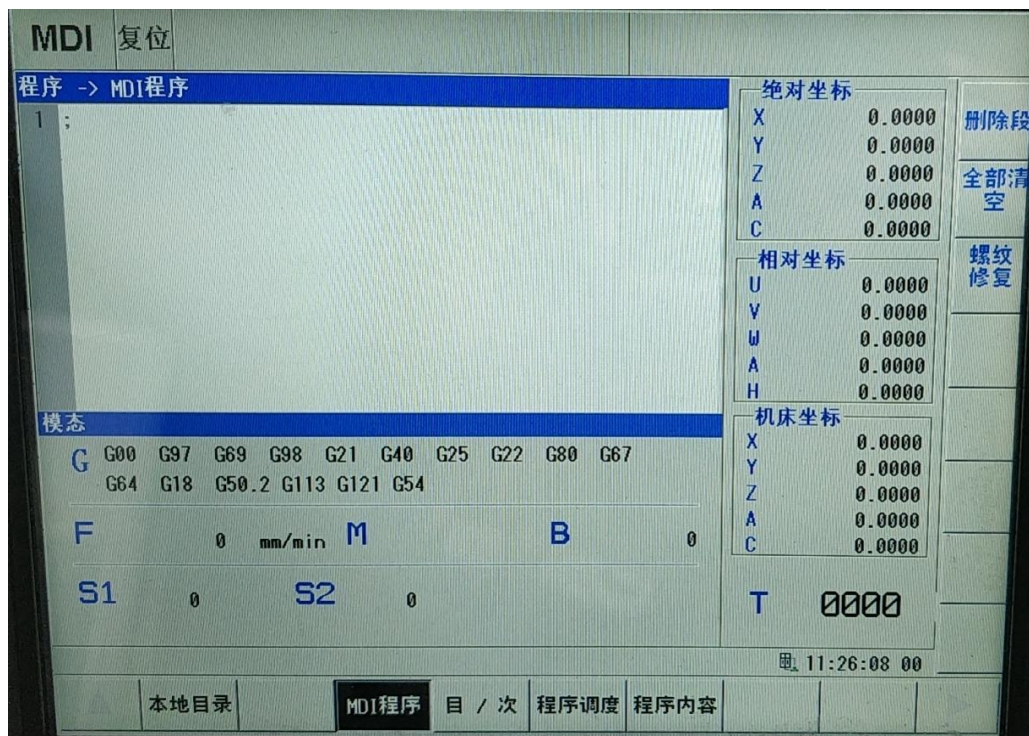 MDI 复位
程序 -> MDI程序
1 ;
模态
G G00 G97 G69 G98 G21 G40 G25 G22 G80 G67
G64 G18 G50.2 G113 G121 G54
F 0 mm/min M B 0
S1 0 S2 0
绝对坐标
X 0.0000
Y 0.0000
Z 0.0000
A 0.0000
C 0.0000
相对坐标
U 0.0000
V 0.0000
W 0.0000
A 0.0000
H 0.0000
机床坐标
X 0.0000
Y 0.0000
Z 0.0000
A 0.0000
C 0.0000
T 0000
11:26:08 00
删除段
全部清
空
螺纹
修复
本地目录 MDI程序 目 / 次 程序调度 程序内容